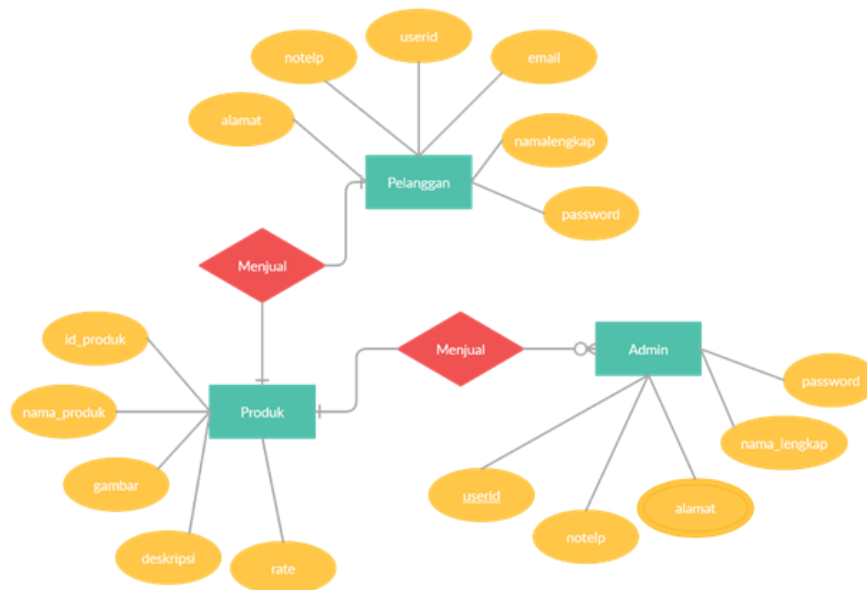 userid
notelp
email
alamat
namalengkap
Pelanggan
password
Menjual
id_produk
Menjual
Admin
password
nama_produk
Produk
nama_lengkap
gambar
userid
alamat
notelp
deskripsi
rate